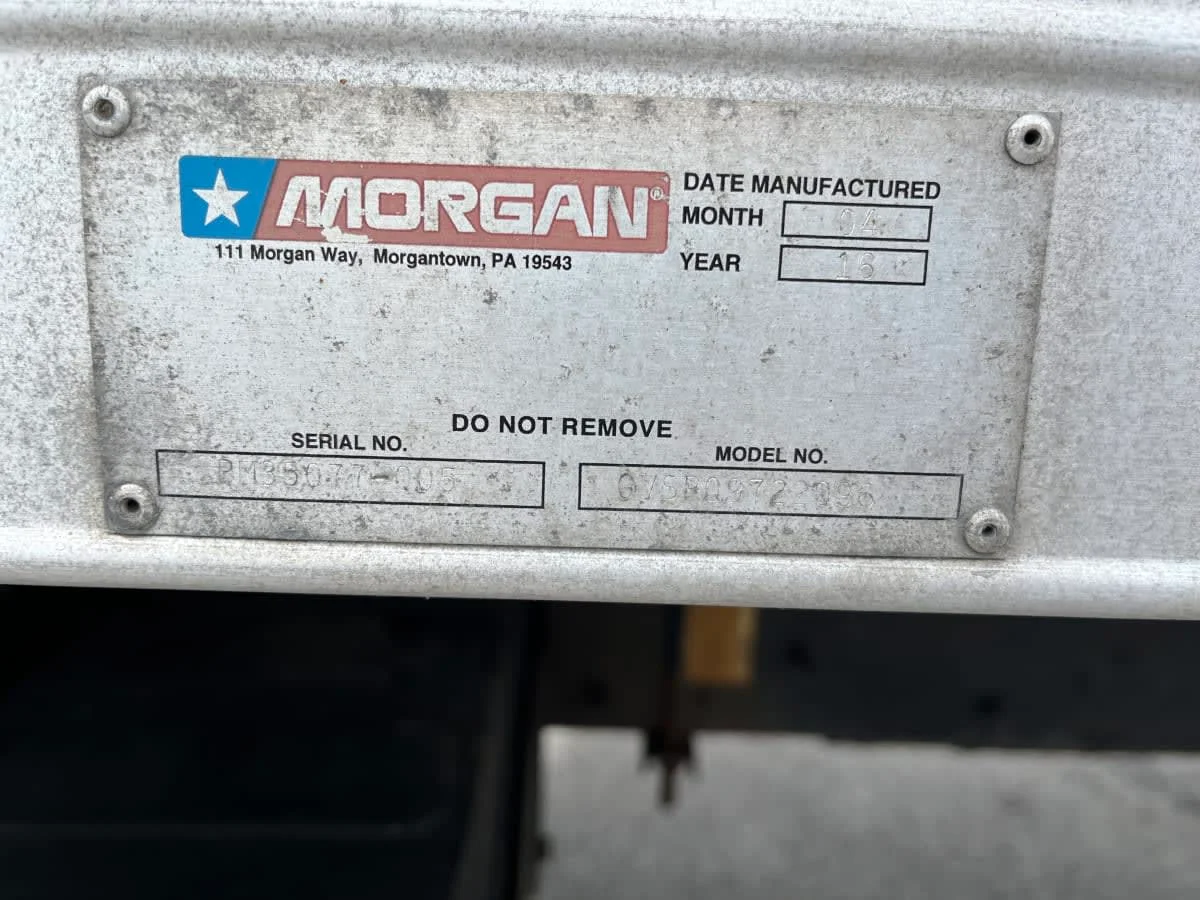 MORGAN®
111 Morgan Way, Morgantown, PA 19543
DATE MANUFACTURED
MONTH 04
YEAR 16
DO NOT REMOVE
SERIAL NO.
MODEL NO.